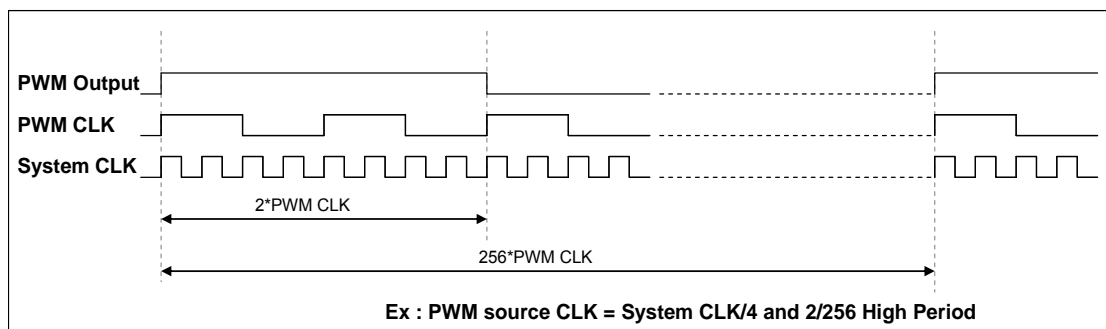 PWM Output
PWM CLK
System CLK
2*PWM CLK
256*PWM CLK
Ex : PWM source CLK = System CLK/4 and 2/256 High Period